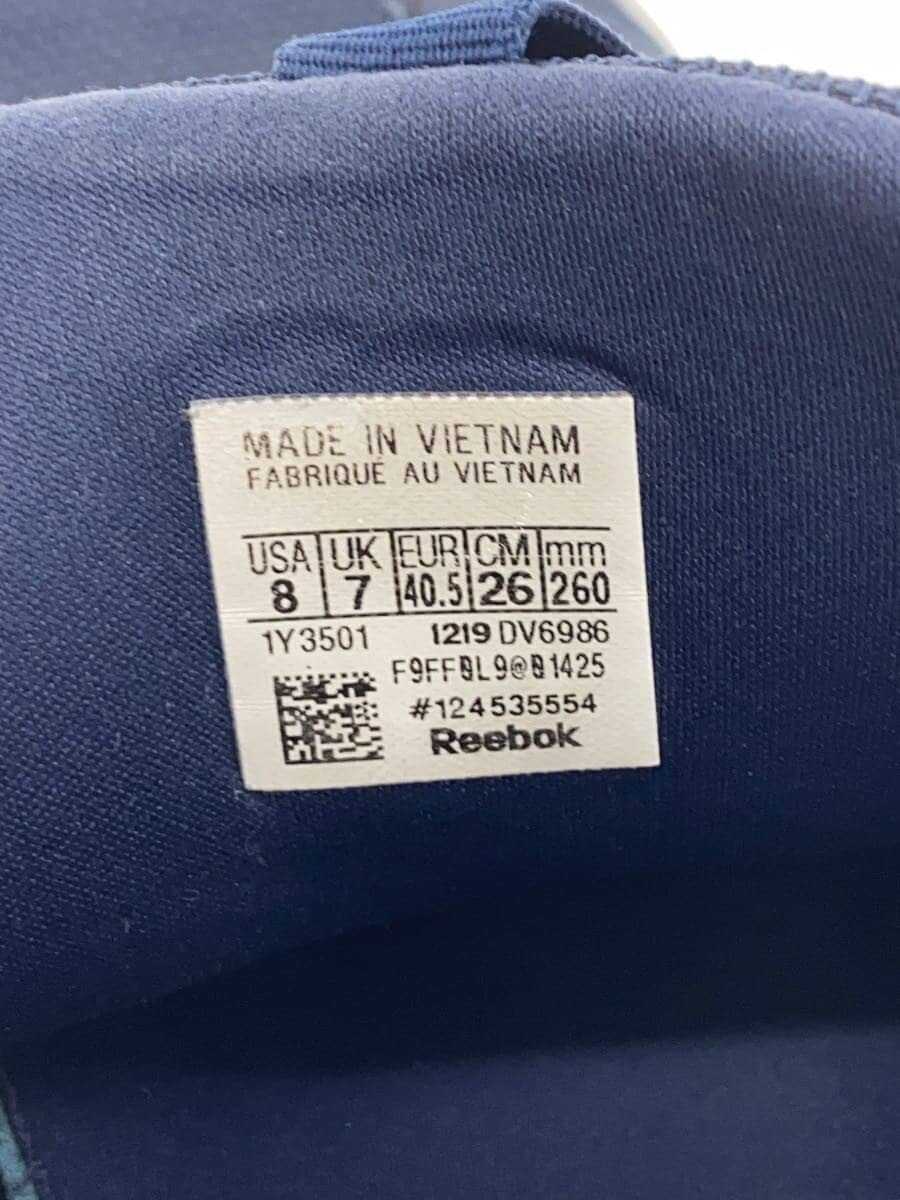 MADE IN VIETNAM
FABRIQUÉ AU VIETNAM
USA UK EUR CM mm
8 7 40.5 26 260
1Y3501 1219 DV6986
#124535554
Reebok